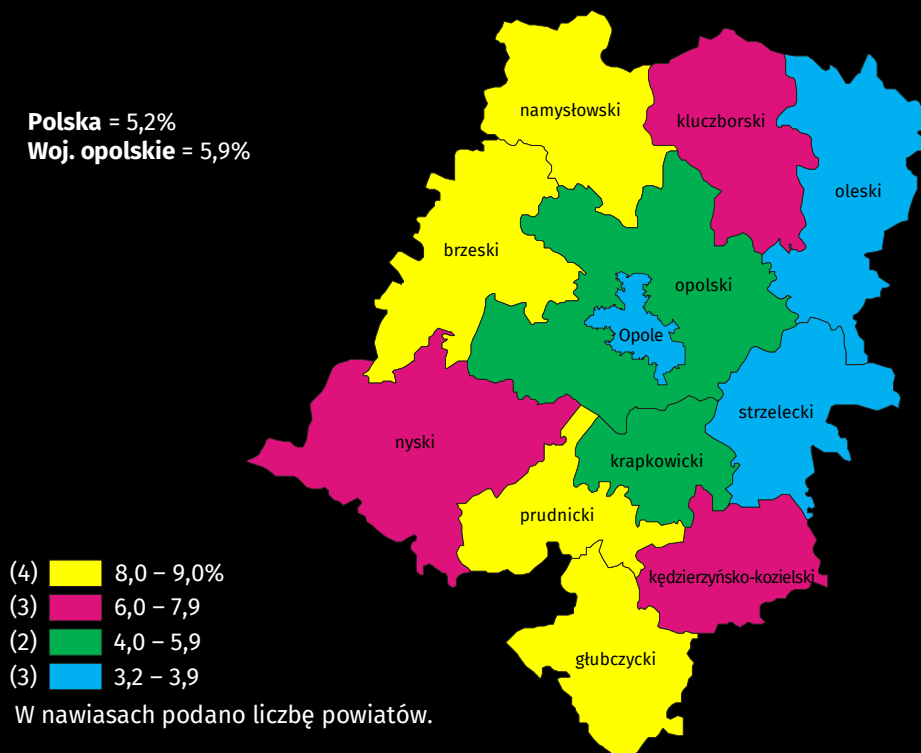 Polska = 5,2%
Woj. opolskie = 5,9%
namysłowski
kluczborski
oleski
brzeski
opolski
Opole
strzelecki
nyski
krapkowicki
prudnicki
kędzierzyńsko-kozielski
głubczycki
(4) 8,0 – 9,0%
(3) 6,0 – 7,9
(2) 4,0 – 5,9
(3) 3,2 – 3,9
W nawiasach podano liczbę powiatów.